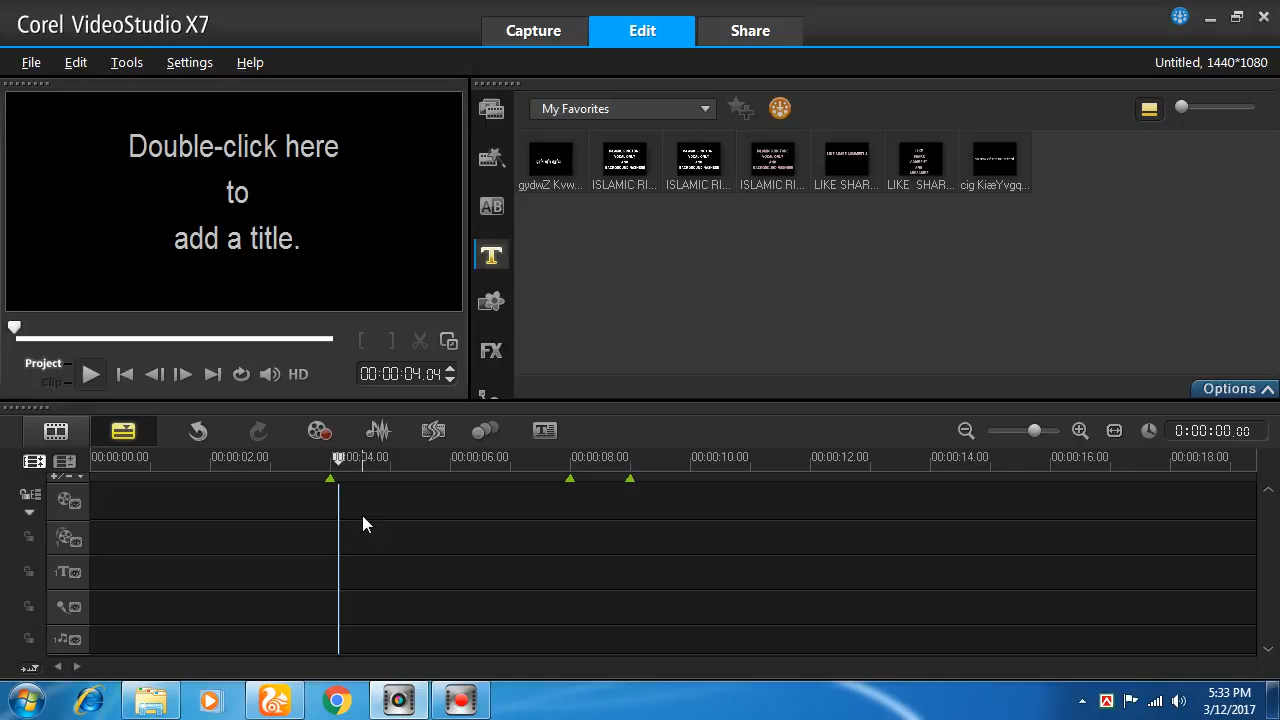 Corel VideoStudio X7
Capture
Edit
Share
File
Edit
Tools
Settings
Help
Untitled, 1440*1080
Double-click here
to
add a title.
My Favorites
AB
T
FX
gydwZ Kvw...
ISLAMIC RI...
ISLAMIC RI...
ISLAMIC RI...
LIKE SHAR...
LIKE SHAR...
cig KiæYvgq...
Project
Clip
HD
00:00:04.04
Options
0:00:00.00
00:00:00.00
00:00:02.00
00:00:04.00
00:00:06.00
00:00:08.00
00:00:10.00
00:00:12.00
00:00:14.00
00:00:16.00
00:00:18.00
1
1T
1
5:33 PM
3/12/2017